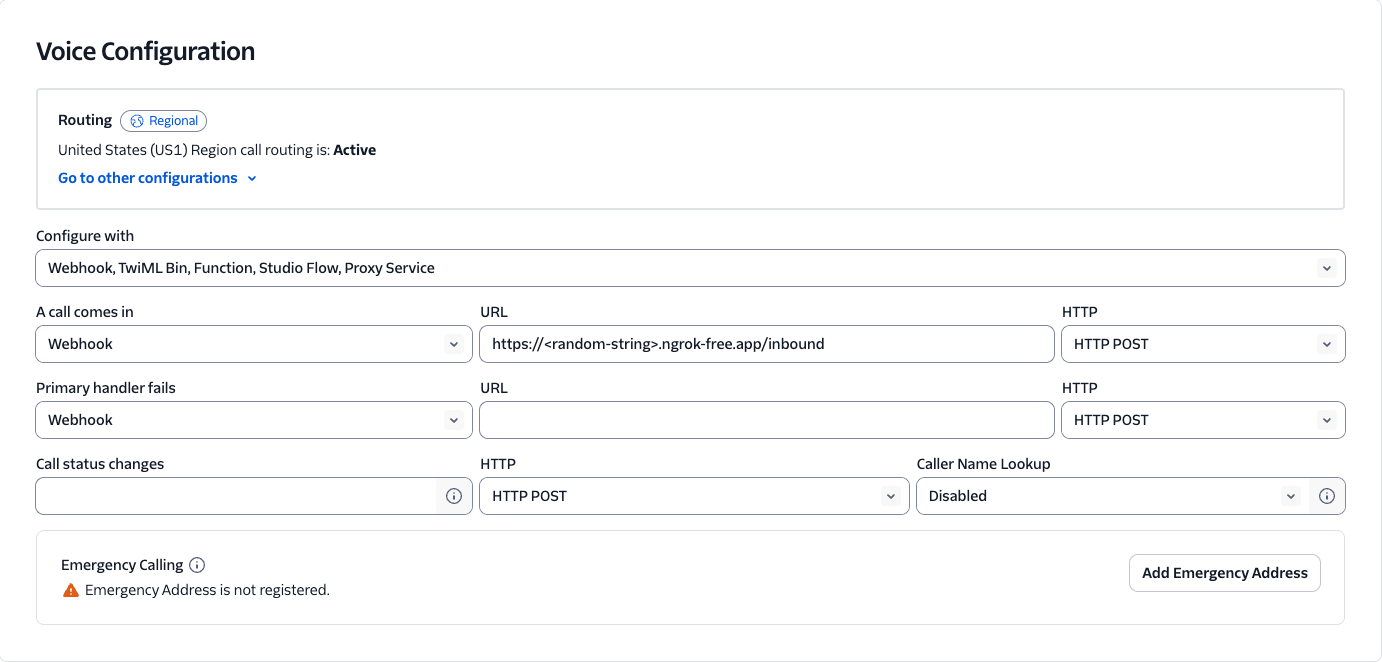 Voice Configuration
Routing Regional
United States (US1) Region call routing is: Active
Go to other configurations
Configure with
Webhook, TwiML Bin, Function, Studio Flow, Proxy Service
A call comes in URL HTTP
Webhook https://<random-string>.ngrok-free.app/inbound HTTP POST
Primary handler fails URL HTTP
Webhook HTTP POST
Call status changes HTTP Caller Name Lookup
HTTP POST Disabled
Emergency Calling
Emergency Address is not registered.
Add Emergency Address